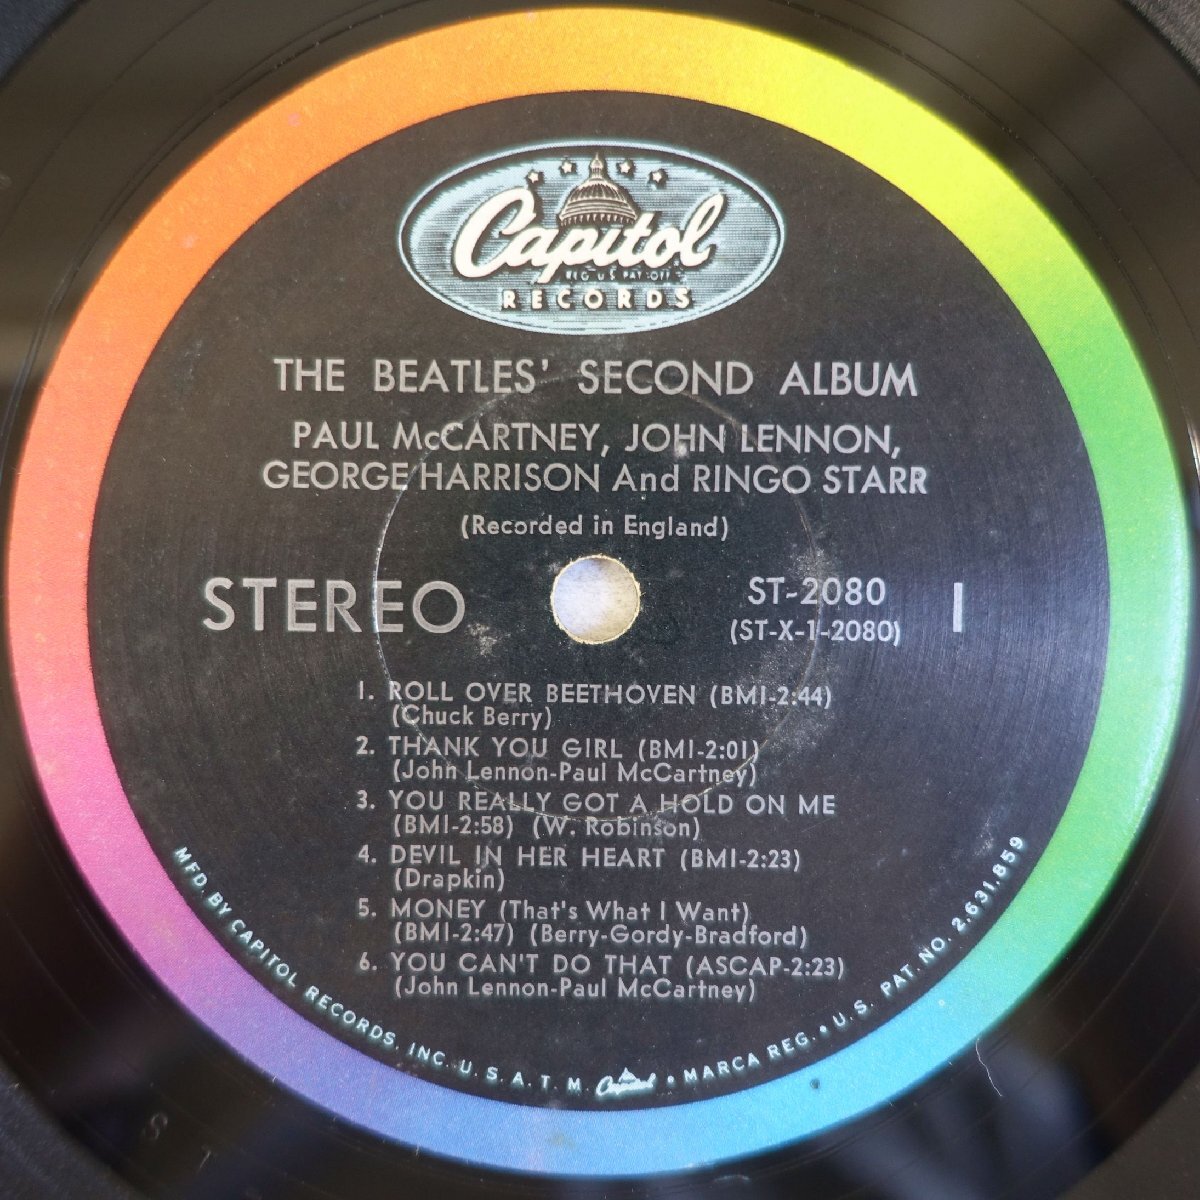 Capitol
REG. U.S. PAT. OFF.
RECORDS
THE BEATLES' SECOND ALBUM
PAUL McCARTNEY, JOHN LENNON,
GEORGE HARRISON And RINGO STARR
(Recorded in England)
STEREO
ST-2080
(ST-X-1-2080)
1
1. ROLL OVER BEETHOVEN (BMI-2:44)
(Chuck Berry)
2. THANK YOU GIRL (BMI-2:01)
(John Lennon-Paul McCartney)
3. YOU REALLY GOT A HOLD ON ME
(BMI-2:58) (W. Robinson)
4. DEVIL IN HER HEART (BMI-2:23)
(Drapkin)
5. MONEY (That's What I Want)
(BMI-2:47) (Berry-Gordy-Bradford)
6. YOU CAN'T DO THAT (ASCAP-2:23)
(John Lennon-Paul McCartney)
MFD. BY CAPITOL RECORDS, INC. U.S.A. T.M. Capitol • MARCA REG. • U.S. PAT. NO. 2,631,859